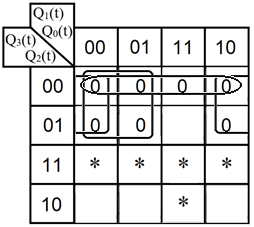 Q1(t)
Q0(t)
Q3(t)
Q2(t)
00 01 11 10
00 0 0 0 0
01 0 0 0
11 * * * *
10 *